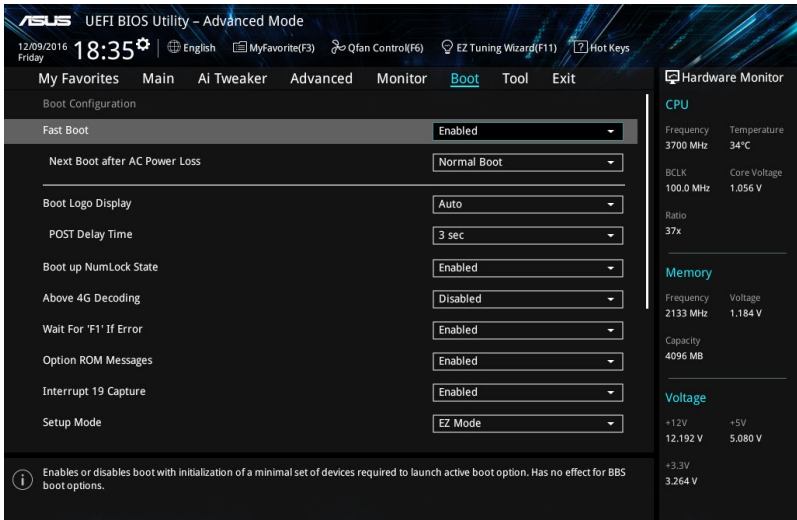 ASUS UEFI BIOS Utility – Advanced Mode
12/09/2016
Friday
18:35
English
MyFavorite(F3)
Qfan Control(F6)
EZ Tuning Wizard(F11)
? Hot Keys
My Favorites Main Ai Tweaker Advanced Monitor Boot Tool Exit
Boot Configuration
Fast Boot Enabled
Next Boot after AC Power Loss Normal Boot
Boot Logo Display Auto
POST Delay Time 3 sec
Boot up NumLock State Enabled
Above 4G Decoding Disabled
Wait For 'F1' If Error Enabled
Option ROM Messages Enabled
Interrupt 19 Capture Enabled
Setup Mode EZ Mode
i
Enables or disables boot with initialization of a minimal set of devices required to launch active boot option. Has no effect for BBS
boot options.
Hardware Monitor
CPU
Frequency Temperature
3700 MHz 34°C
BCLK Core Voltage
100.0 MHz 1.056 V
Ratio
37x
Memory
Frequency Voltage
2133 MHz 1.184 V
Capacity
4096 MB
Voltage
+12V +5V
12.192 V 5.080 V
+3.3V
3.264 V